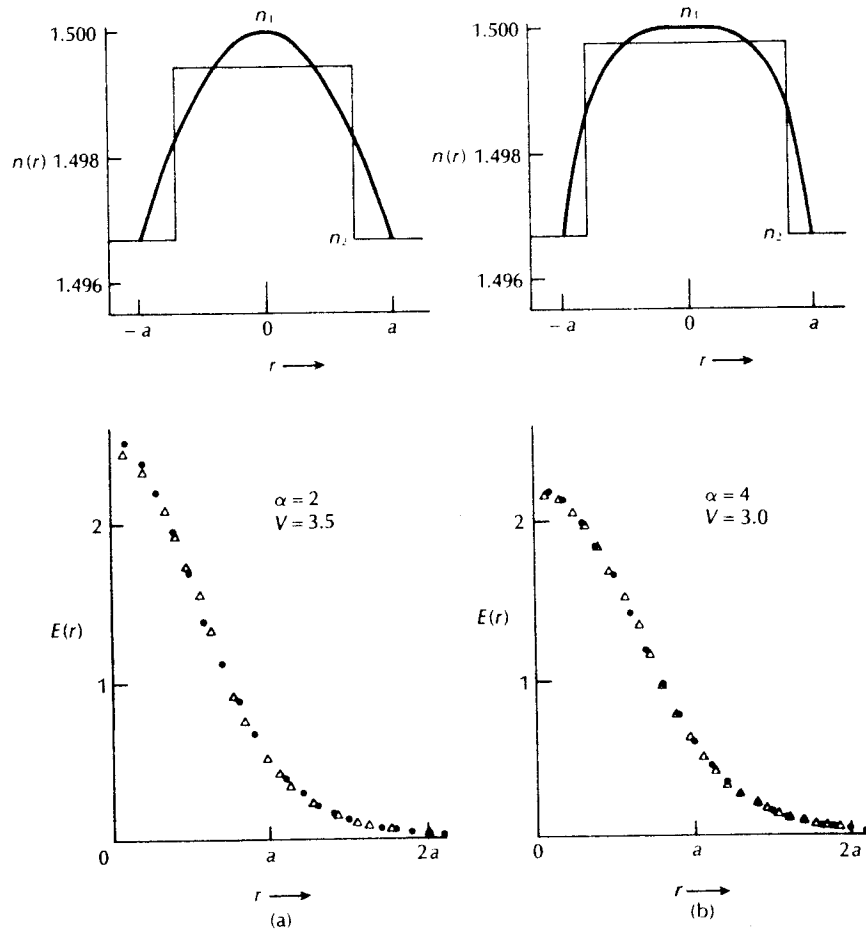 n₁
1.500
n(r) 1.498
n₂
1.496
− a
0
a
r →
n₁
1.500
n(r) 1.498
n₂
1.496
−a
0
a
r →
α = 2
V = 3.5
2
E(r)
1
0
a
2a
r →
(a)
α = 4
V = 3.0
2
E(r)
1
0
a
2a
r →
(b)